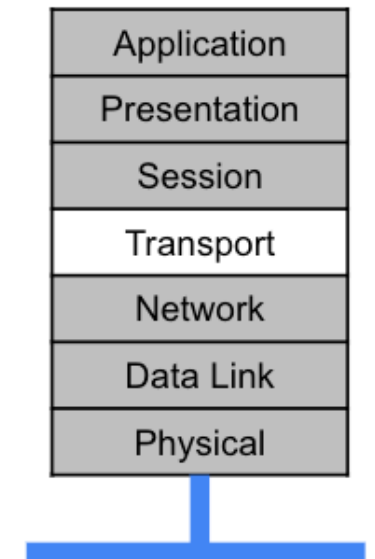 Application
Presentation
Session
Transport
Network
Data Link
Physical